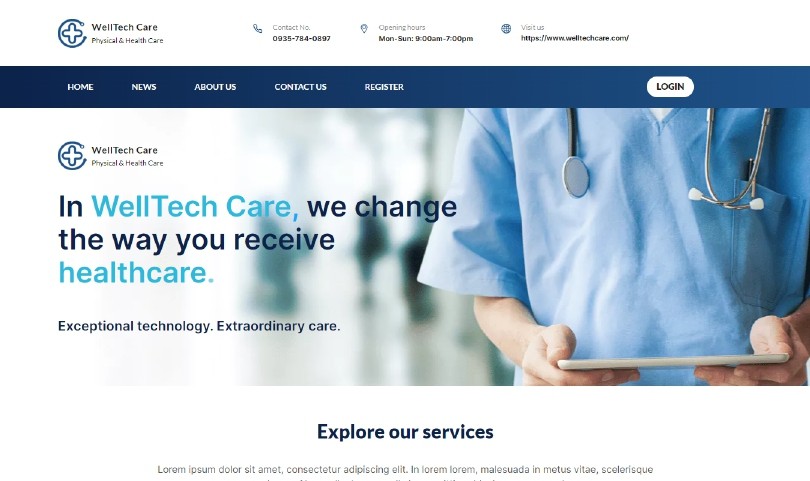 WellTech Care
Physical & Health Care
Contact No.
0935-784-0897
Opening hours
Mon-Sun: 9:00am-7:00pm
Visit us
https://www.welltechcare.com/
HOME NEWS ABOUT US CONTACT US REGISTER LOGIN
WellTech Care
Physical & Health Care
In WellTech Care, we change
the way you receive
healthcare.
Exceptional technology. Extraordinary care.
Explore our services
Lorem ipsum dolor sit amet, consectetur adipiscing elit. In lorem lorem, malesuada in metus vitae, scelerisque